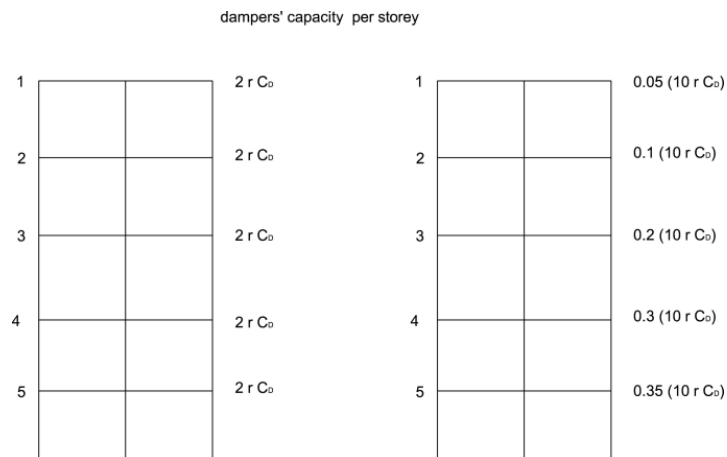 dampers' capacity per storey
1 2 r C_D 1 0.05 (10 r C_D)
2 2 r C_D 2 0.1 (10 r C_D)
3 2 r C_D 3 0.2 (10 r C_D)
4 2 r C_D 4 0.3 (10 r C_D)
5 2 r C_D 5 0.35 (10 r C_D)